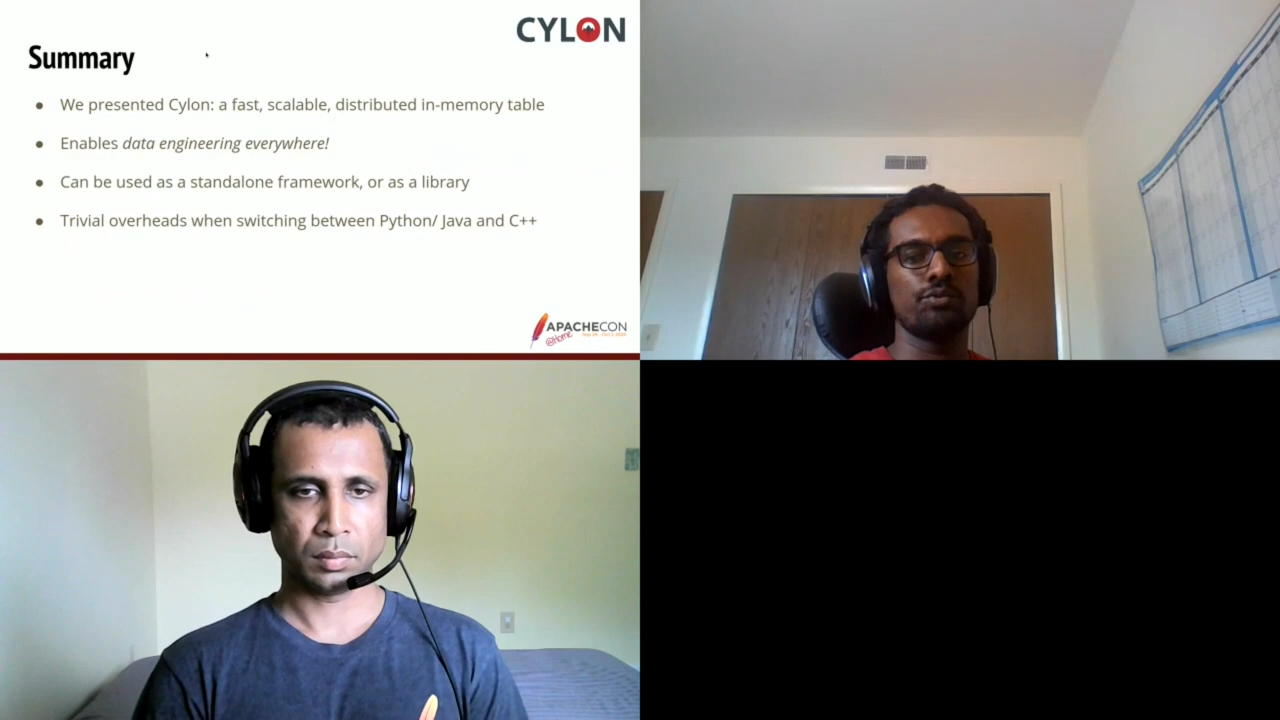 CYLON
Summary
● We presented Cylon: a fast, scalable, distributed in-memory table
● Enables data engineering everywhere!
● Can be used as a standalone framework, or as a library
● Trivial overheads when switching between Python/ Java and C++
APACHECON
@Home